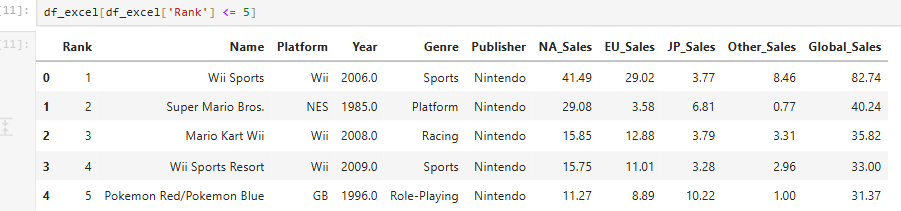 [11]: df_excel[df_excel['Rank'] <= 5]
[11]:
Rank Name Platform Year Genre Publisher NA_Sales EU_Sales JP_Sales Other_Sales Global_Sales
0 1 Wii Sports Wii 2006.0 Sports Nintendo 41.49 29.02 3.77 8.46 82.74
1 2 Super Mario Bros. NES 1985.0 Platform Nintendo 29.08 3.58 6.81 0.77 40.24
2 3 Mario Kart Wii Wii 2008.0 Racing Nintendo 15.85 12.88 3.79 3.31 35.82
3 4 Wii Sports Resort Wii 2009.0 Sports Nintendo 15.75 11.01 3.28 2.96 33.00
4 5 Pokemon Red/Pokemon Blue GB 1996.0 Role-Playing Nintendo 11.27 8.89 10.22 1.00 31.37